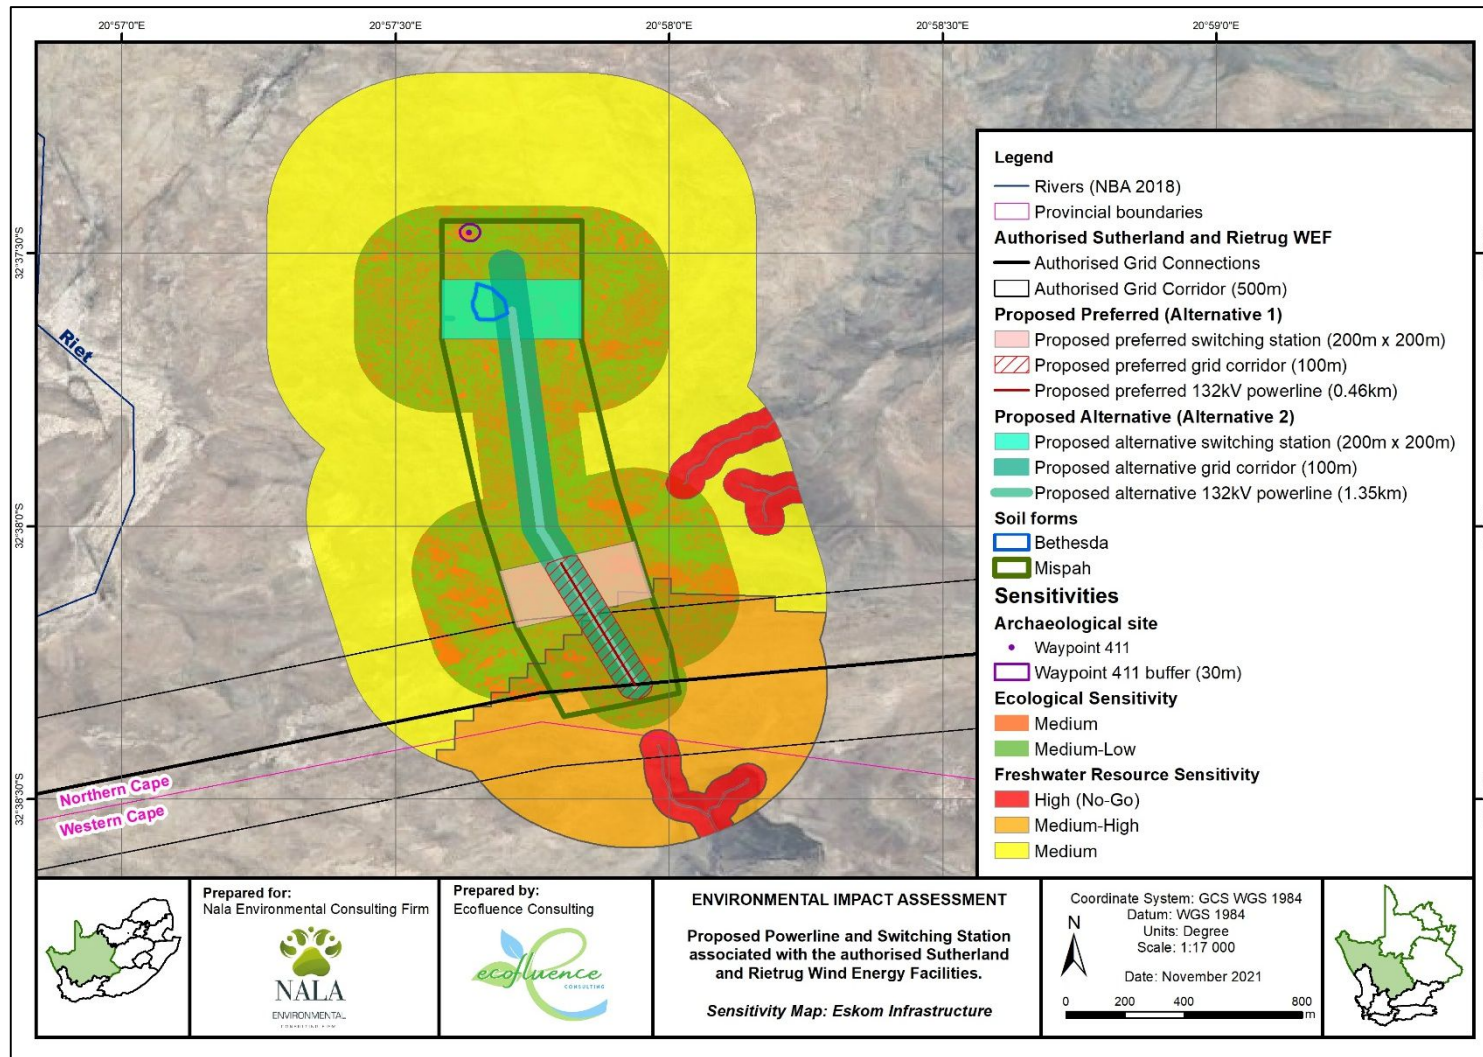 20°57'0"E
20°57'30"E
20°58'0"E
20°58'30"E
20°59'0"E
32°37'30"S
32°38'0"S
32°38'30"S
Riet
Northern Cape
Western Cape
Legend
Rivers (NBA 2018)
Provincial boundaries
Authorised Sutherland and Rietrug WEF
Authorised Grid Connections
Authorised Grid Corridor (500m)
Proposed Preferred (Alternative 1)
Proposed preferred switching station (200m x 200m)
Proposed preferred grid corridor (100m)
Proposed preferred 132kV powerline (0.46km)
Proposed Alternative (Alternative 2)
Proposed alternative switching station (200m x 200m)
Proposed alternative grid corridor (100m)
Proposed alternative 132kV powerline (1.35km)
Soil forms
Bethesda
Mispah
Sensitivities
Archaeological site
Waypoint 411
Waypoint 411 buffer (30m)
Ecological Sensitivity
Medium
Medium-Low
Freshwater Resource Sensitivity
High (No-Go)
Medium-High
Medium
Prepared for:
Nala Environmental Consulting Firm
NALA
ENVIRONMENTAL
CONSULTING FIRM
Prepared by:
Ecofluence Consulting
ecofluence
CONSULTING
ENVIRONMENTAL IMPACT ASSESSMENT
Proposed Powerline and Switching Station
associated with the authorised Sutherland
and Rietrug Wind Energy Facilities.
Sensitivity Map: Eskom Infrastructure
N
Coordinate System: GCS WGS 1984
Datum: WGS 1984
Units: Degree
Scale: 1:17 000
Date: November 2021
0 200 400 800
m